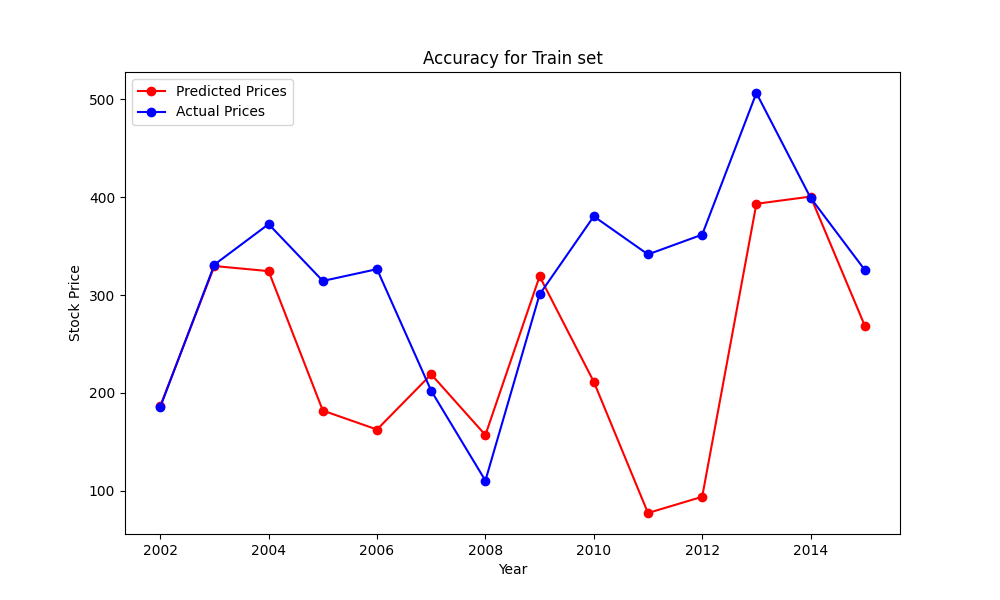 Accuracy for Train set
Predicted Prices
Actual Prices
500
400
300
200
100
Stock Price
2002 2004 2006 2008 2010 2012 2014
Year